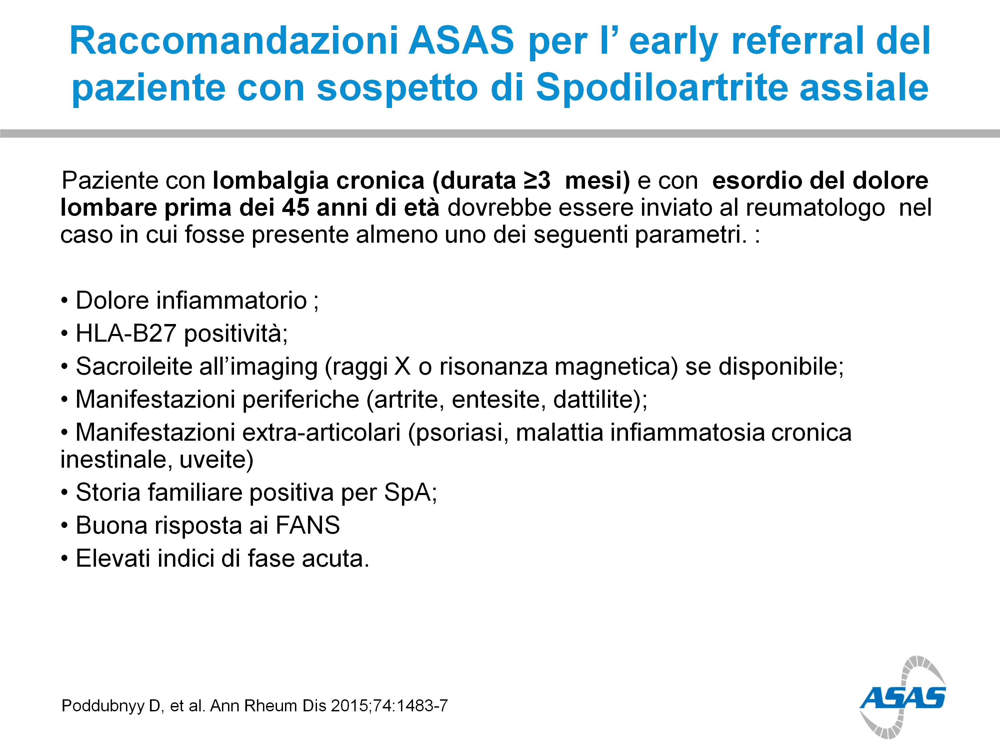 Raccomandazioni ASAS per l’ early referral del
paziente con sospetto di Spodiloartrite assiale
Paziente con lombalgia cronica (durata ≥3  mesi) e con  esordio del dolore
lombare prima dei 45 anni di età dovrebbe essere inviato al reumatologo  nel
caso in cui fosse presente almeno uno dei seguenti parametri. :
• Dolore infiammatorio ;
• HLA-B27 positività;
• Sacroileite all’imaging (raggi X o risonanza magnetica) se disponibile;
• Manifestazioni periferiche (artrite, entesite, dattilite);
• Manifestazioni extra-articolari (psoriasi, malattia infiammatosia cronica
inestinale, uveite)
• Storia familiare positiva per SpA;
• Buona risposta ai FANS
• Elevati indici di fase acuta.
Poddubnyy D, et al. Ann Rheum Dis 2015;74:1483-7
ASAS